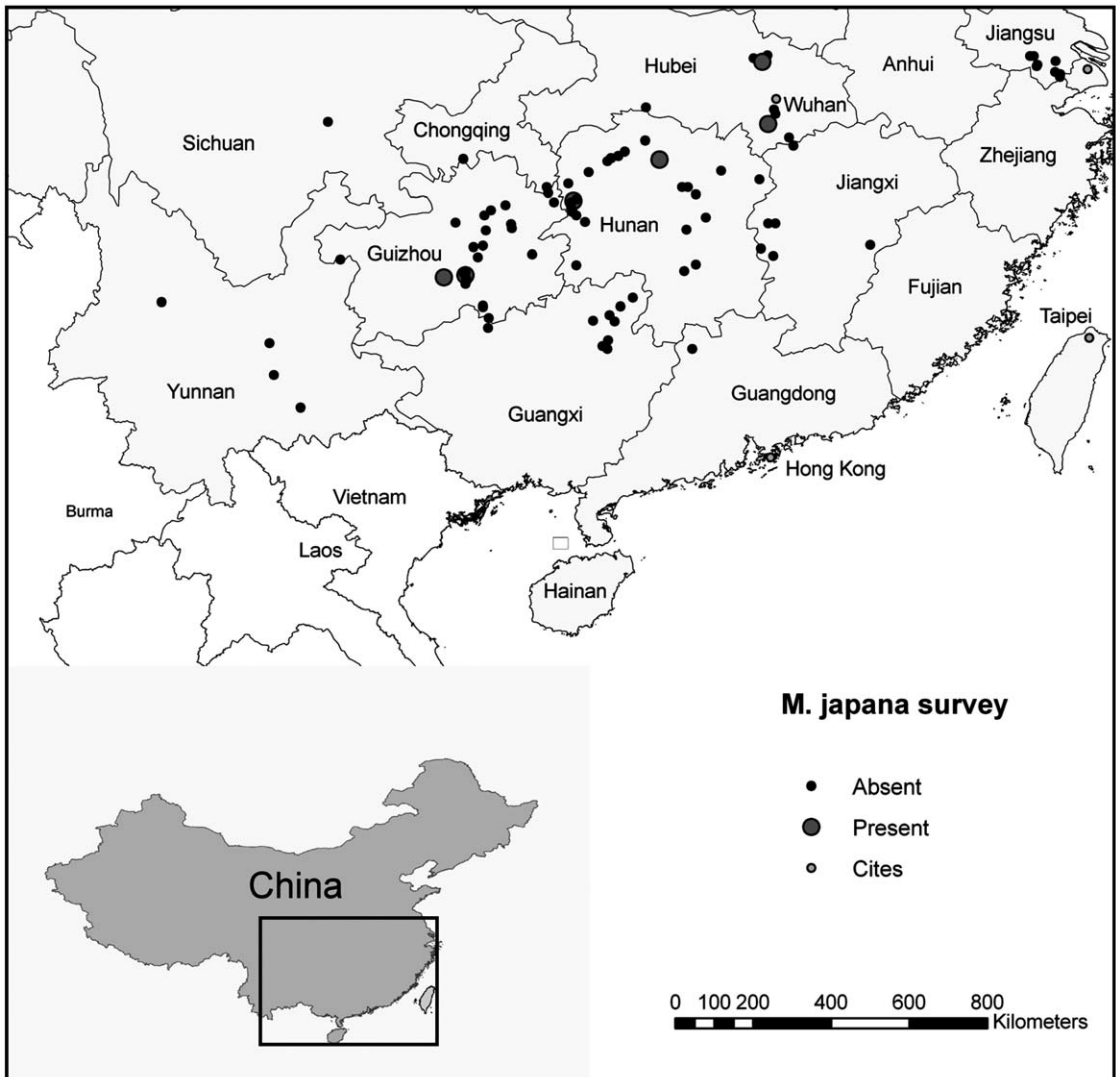 Jiangsu
Hubei
Anhui
Wuhan
Chongqing
Sichuan
Zhejiang
Jiangxi
Hunan
Guizhou
Fujian
Taipei
Yunnan
Guangxi
Guangdong
Hong Kong
Vietnam
Burma
Laos
Hainan
M. japana survey
Absent
Present
Cites
China
0 100 200 400 600 800
Kilometers